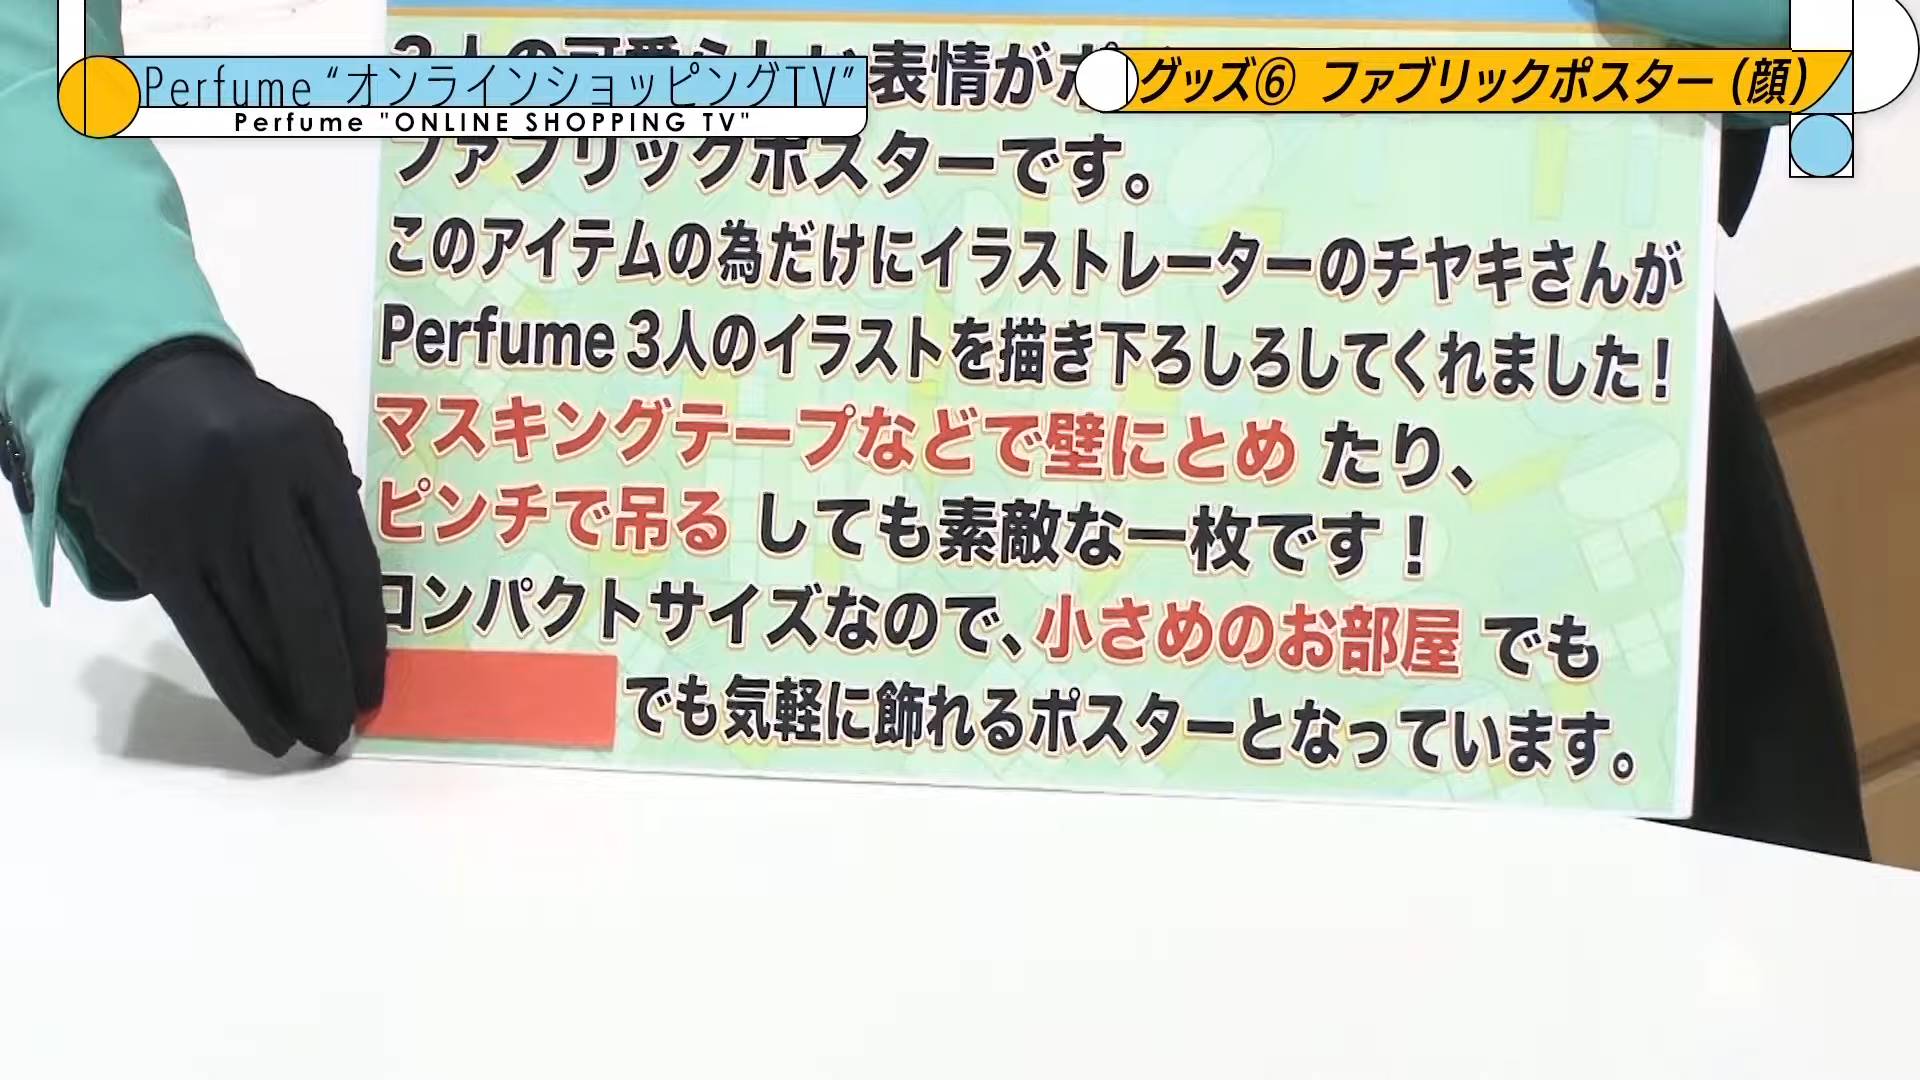 Perfume “オンラインショッピングTV”
Perfume "ONLINE SHOPPING TV"
グッズ⑥ ファブリックポスター (顔)
表情が
ファブリックポスターです。
このアイテムの為だけにイラストレーターのチヤキさんが
Perfume 3人のイラストを描き下ろしろしてくれました！
マスキングテープなどで壁にとめ たり、
ピンチで吊る しても素敵な一枚です！
コンパクトサイズなので、小さめのお部屋 でも
でも気軽に飾れるポスターとなっています。